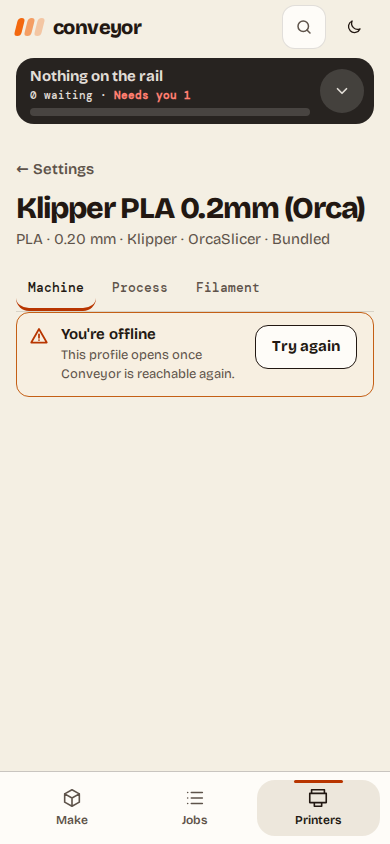 conveyor
Nothing on the rail
0 waiting · Needs you 1
← Settings
Klipper PLA 0.2mm (Orca)
PLA · 0.20 mm · Klipper · OrcaSlicer · Bundled
Machine Process Filament
You're offline
This profile opens once
Conveyor is reachable again.
Try again
Make Jobs Printers